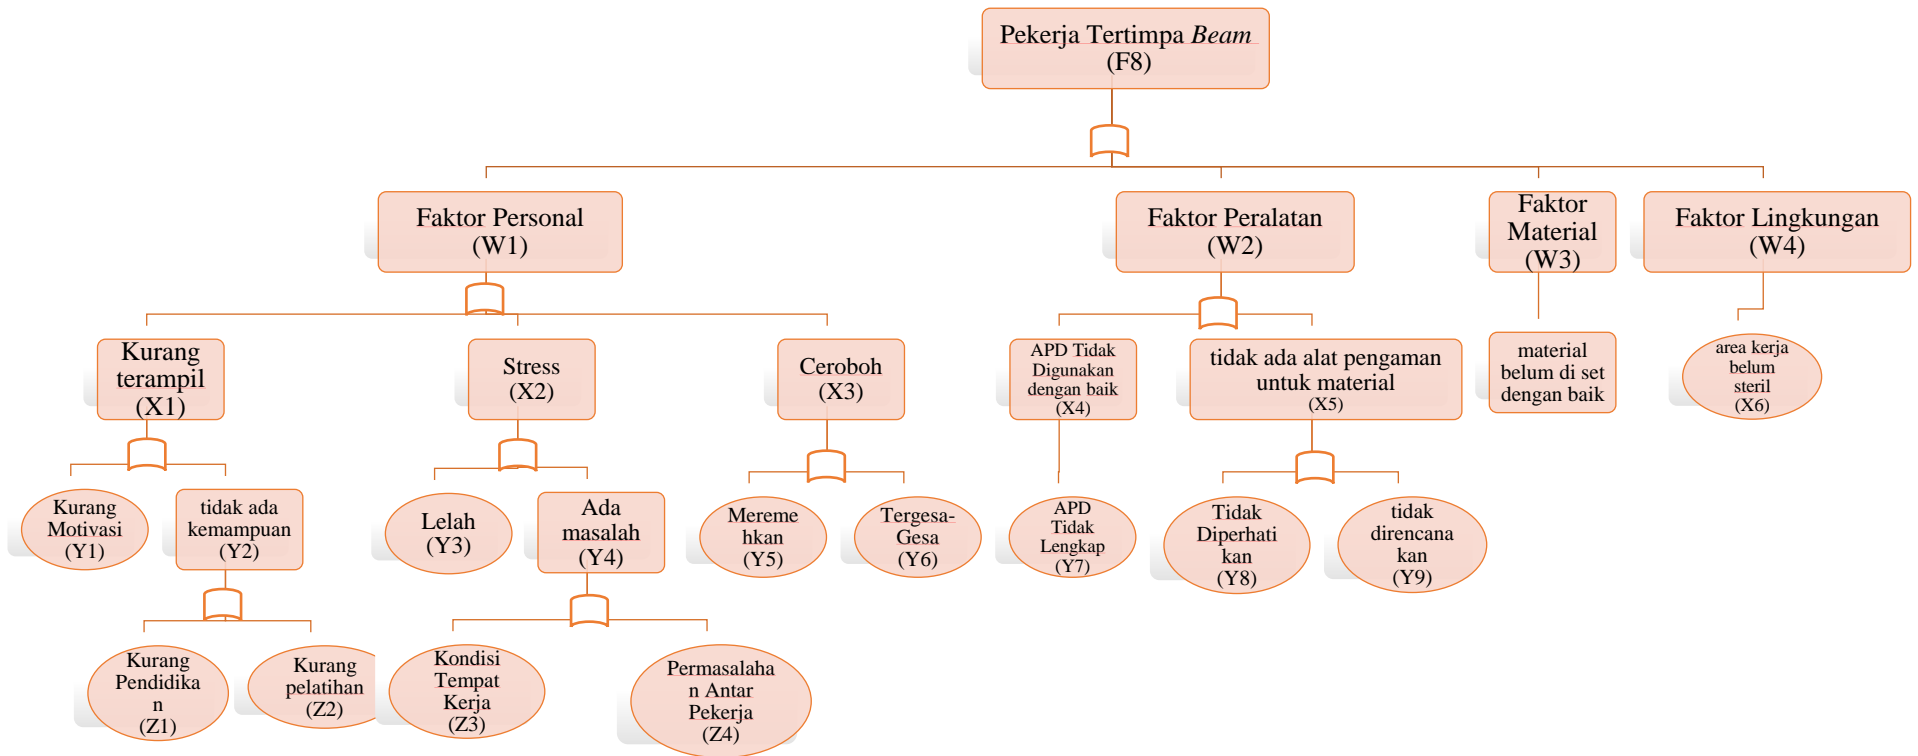 Pekerja Tertimpa Beam
(F8)
Faktor Personal
(W1)
Faktor Peralatan
(W2)
Faktor
Material
(W3)
Faktor Lingkungan
(W4)
Kurang
terampil
(X1)
Stress
(X2)
Ceroboh
(X3)
APD Tidak
Digunakan
dengan baik
(X4)
tidak ada alat pengaman
untuk material
(X5)
material
belum di set
dengan baik
area kerja
belum
steril
(X6)
Kurang
Motivasi
(Y1)
tidak ada
kemampuan
(Y2)
Lelah
(Y3)
Ada
masalah
(Y4)
Mereme
hkan
(Y5)
Tergesa-
Gesa
(Y6)
APD
Tidak
Lengkap
(Y7)
Tidak
Diperhati
kan
(Y8)
tidak
direncana
kan
(Y9)
Kurang
Pendidika
n
(Z1)
Kurang
pelatihan
(Z2)
Kondisi
Tempat
Kerja
(Z3)
Permasalaha
n Antar
Pekerja
(Z4)